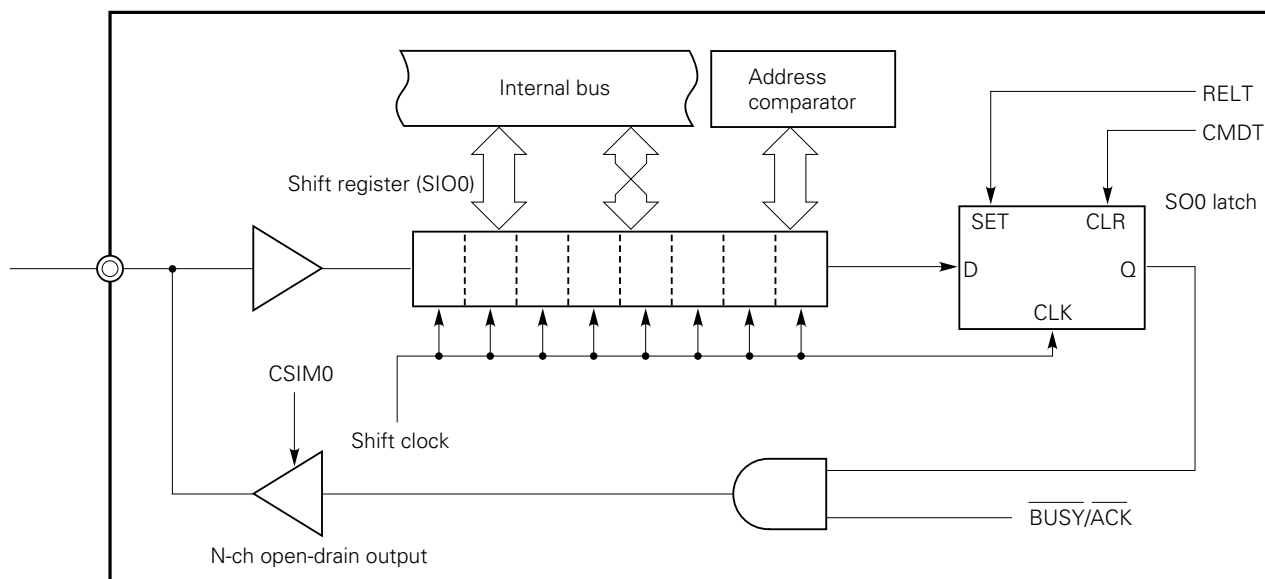 Internal bus
Address
comparator
RELT
CMDT
Shift register (SIO0)
SO0 latch
SET
CLR
D
Q
CLK
CSIM0
Shift clock
BUSY/ACK
N-ch open-drain output